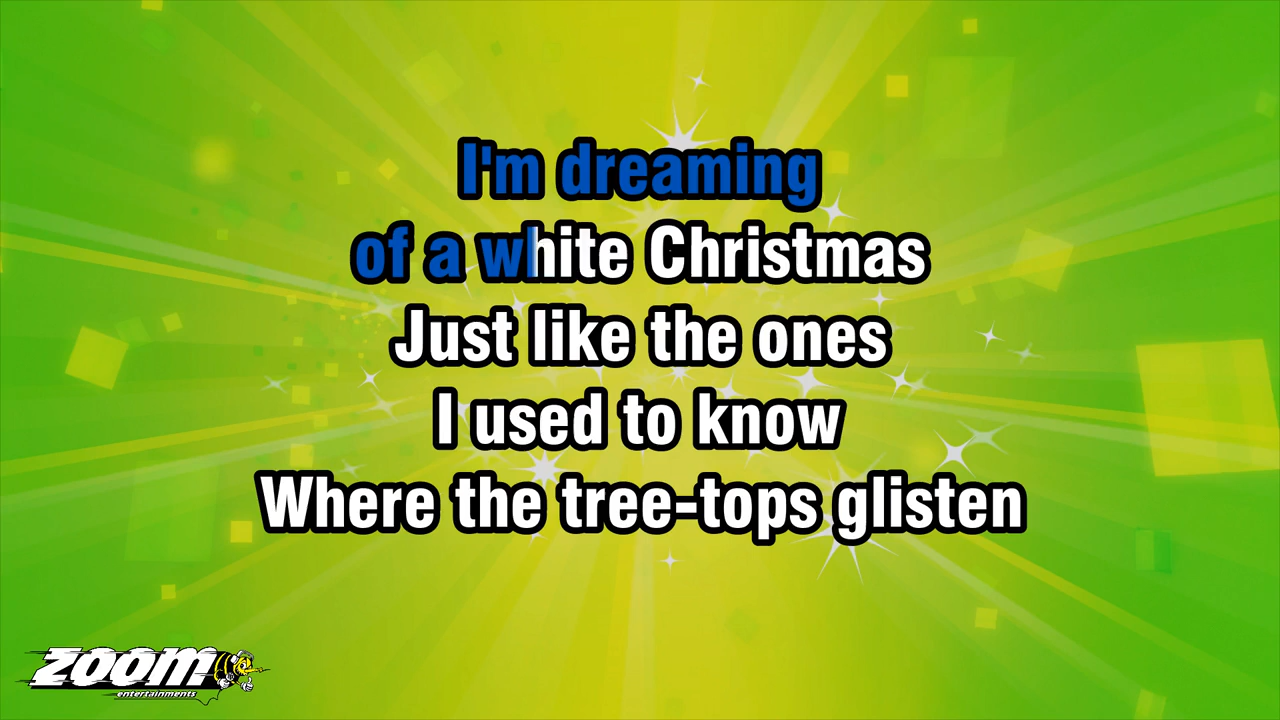 I'm dreaming
of a white Christmas
Just like the ones
I used to know
Where the tree-tops glisten
zoom
entertainments